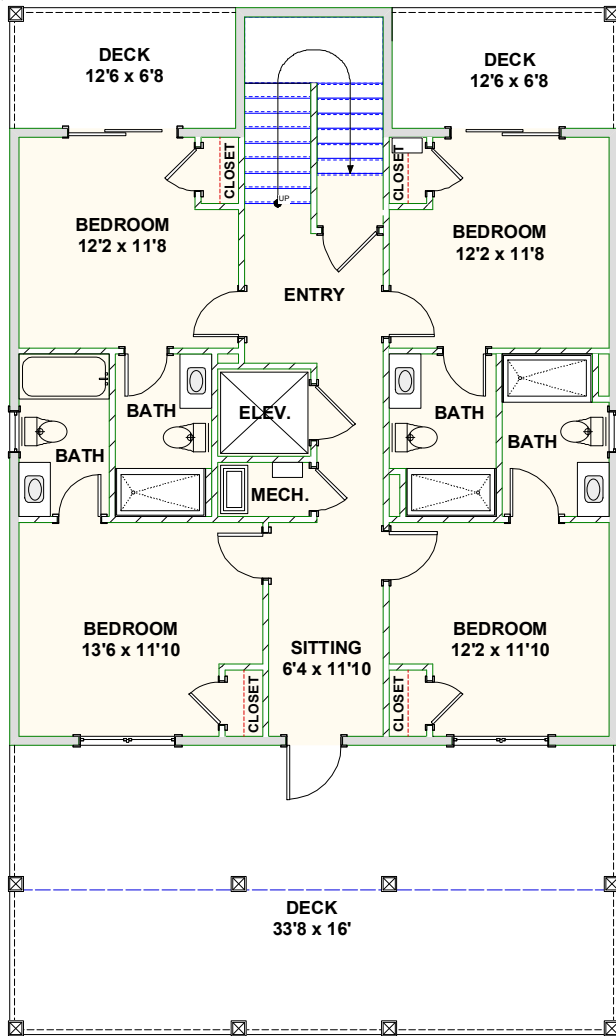 DECK
12'6 x 6'8
DECK
12'6 x 6'8
CLOSET
CLOSET
UP
BEDROOM
12'2 x 11'8
BEDROOM
12'2 x 11'8
ENTRY
BATH
ELEV.
BATH
BATH
BATH
MECH.
BEDROOM
13'6 x 11'10
SITTING
6'4 x 11'10
BEDROOM
12'2 x 11'10
CLOSET
CLOSET
DECK
33'8 x 16'